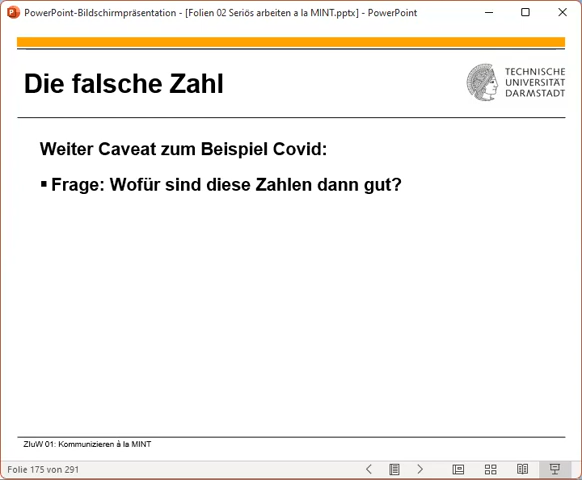 PowerPoint-Bildschirmpräsentation - [Folien 02 Seriös arbeiten a la MINT.pptx] - PowerPoint
Die falsche Zahl
TECHNISCHE
UNIVERSITÄT
DARMSTADT
Weiter Caveat zum Beispiel Covid:
▪ Frage: Wofür sind diese Zahlen dann gut?
ZIuW 01: Kommunizieren à la MINT
Folie 175 von 291